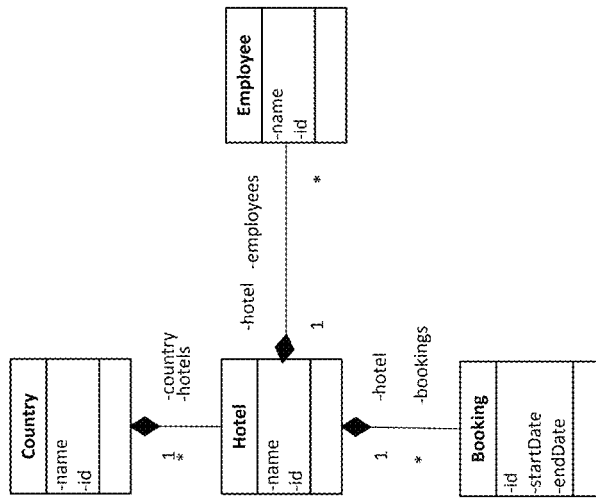 Country
-name
-id
1
*
-country
-hotels
Hotel
-name
-id
-hotel
-employees
1
*
Employee
-name
-id
1
*
-hotel
-bookings
Booking
-id
-startDate
-endDate